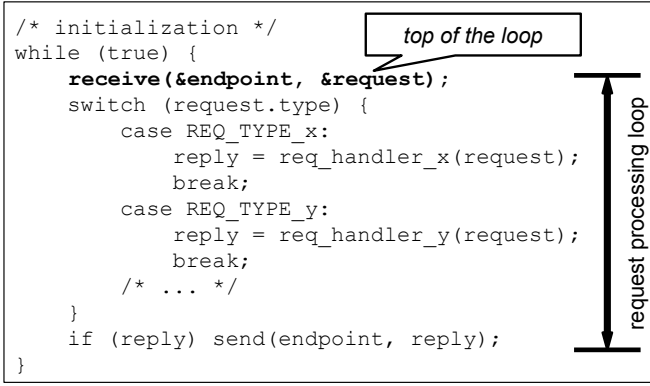 /* initialization */
while (true) {
top of the loop
    receive(&endpoint, &request);
    switch (request.type) {
        case REQ_TYPE_x:
            reply = req_handler_x(request);
            break;
        case REQ_TYPE_y:
            reply = req_handler_y(request);
            break;
        /* ... */
    }
    if (reply) send(endpoint, reply);
}
request processing loop